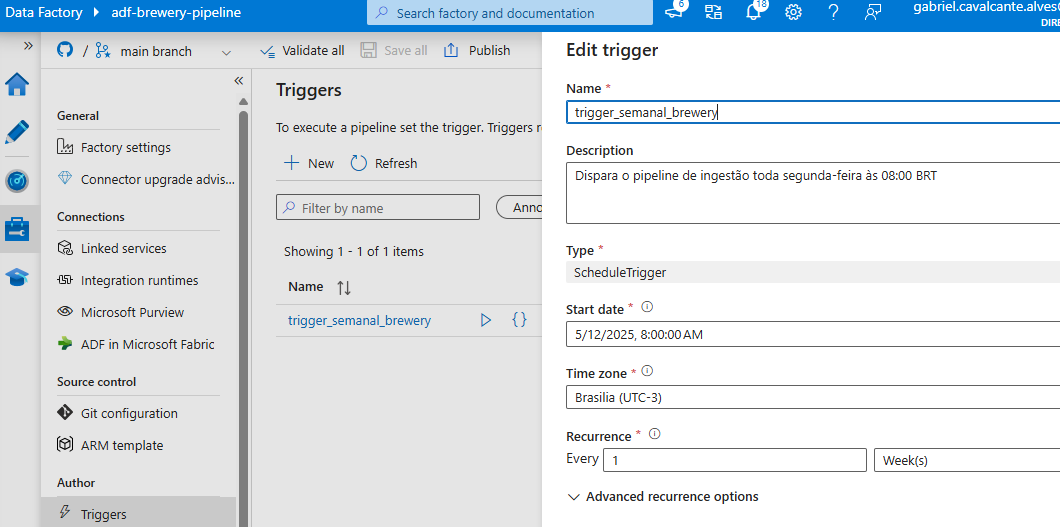 Data Factory > adf-brewery-pipeline
Search factory and documentation
6
18
gabriel.cavalcante.alves@
DIRE
/ main branch
Validate all
Save all
Publish
General
Factory settings
Connector upgrade advis...
Connections
Linked services
Integration runtimes
Microsoft Purview
ADF in Microsoft Fabric
Source control
Git configuration
ARM template
Author
Triggers
Triggers
To execute a pipeline set the trigger. Triggers r
New
Refresh
Filter by name
Anno
Showing 1 - 1 of 1 items
Name
trigger_semanal_brewery
{}
Edit trigger
Name *
trigger_semanal_brewery
Description
Dispara o pipeline de ingestão toda segunda-feira às 08:00 BRT
Type *
ScheduleTrigger
Start date *
5/12/2025, 8:00:00 AM
Time zone *
Brasilia (UTC-3)
Recurrence *
Every 1 Week(s)
Advanced recurrence options